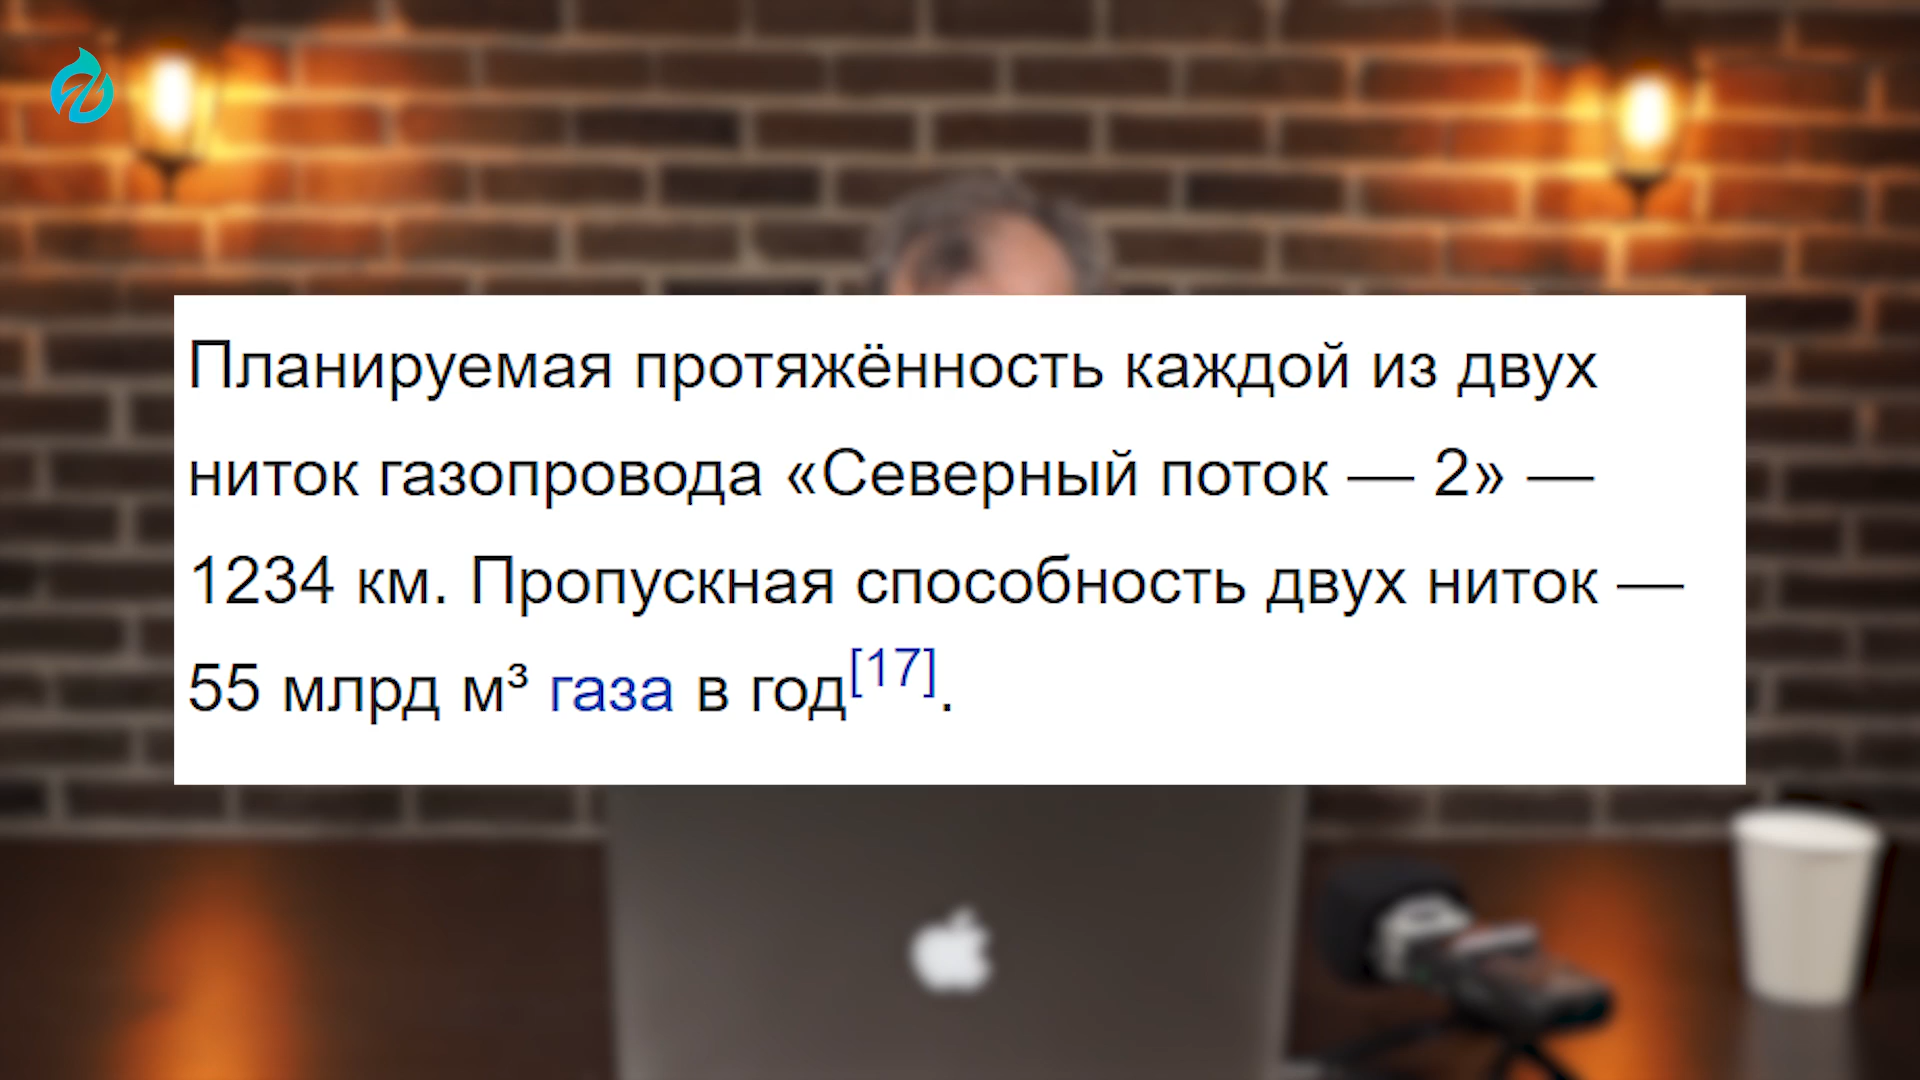 Планируемая протяжённость каждой из двух
ниток газопровода «Северный поток — 2» —
1234 км. Пропускная способность двух ниток —
55 млрд м³ газа в год[17].